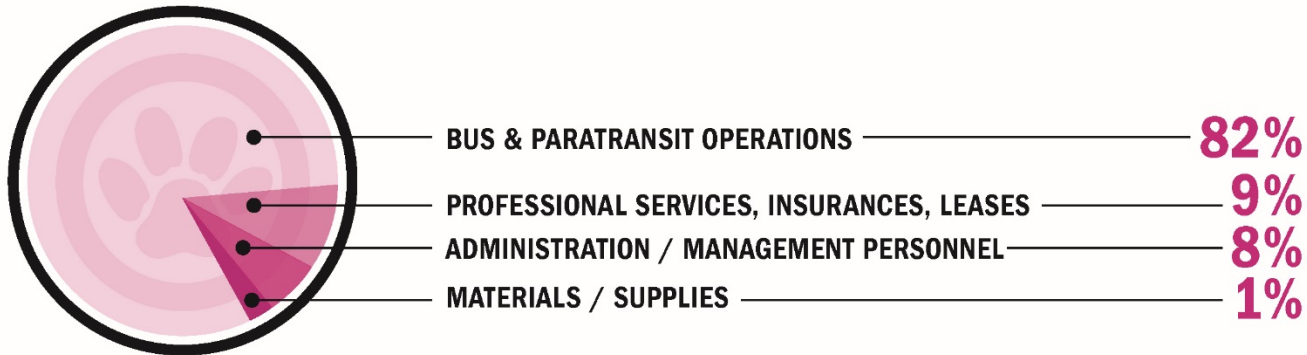 BUS & PARATRANSIT OPERATIONS 82%
PROFESSIONAL SERVICES, INSURANCES, LEASES 9%
ADMINISTRATION / MANAGEMENT PERSONNEL 8%
MATERIALS / SUPPLIES 1%